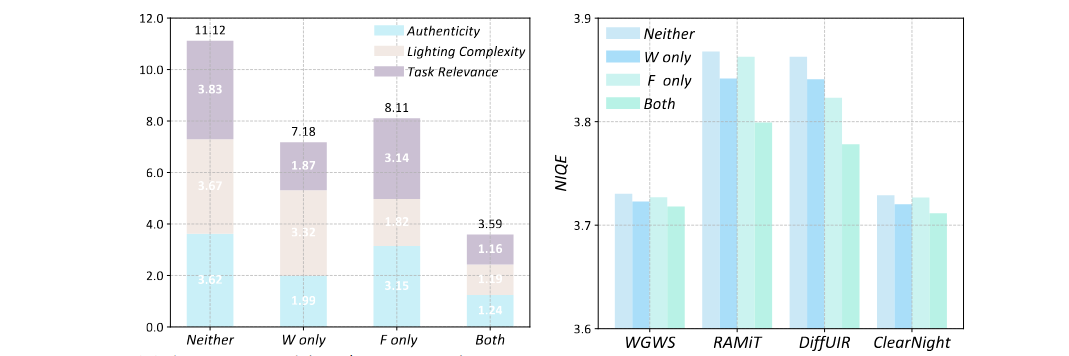 12.0
10.0
8.0
6.0
4.0
2.0
0.0
11.12
3.83
3.67
3.62
7.18
1.87
3.32
1.99
8.11
3.14
1.82
3.15
3.59
1.16
1.19
1.24
Authenticity
Lighting Complexity
Task Relevance
Neither W only F only Both
NIQE
3.9
3.8
3.7
3.6
Neither
W only
F only
Both
WGWS RAMiT DiffUIR ClearNight